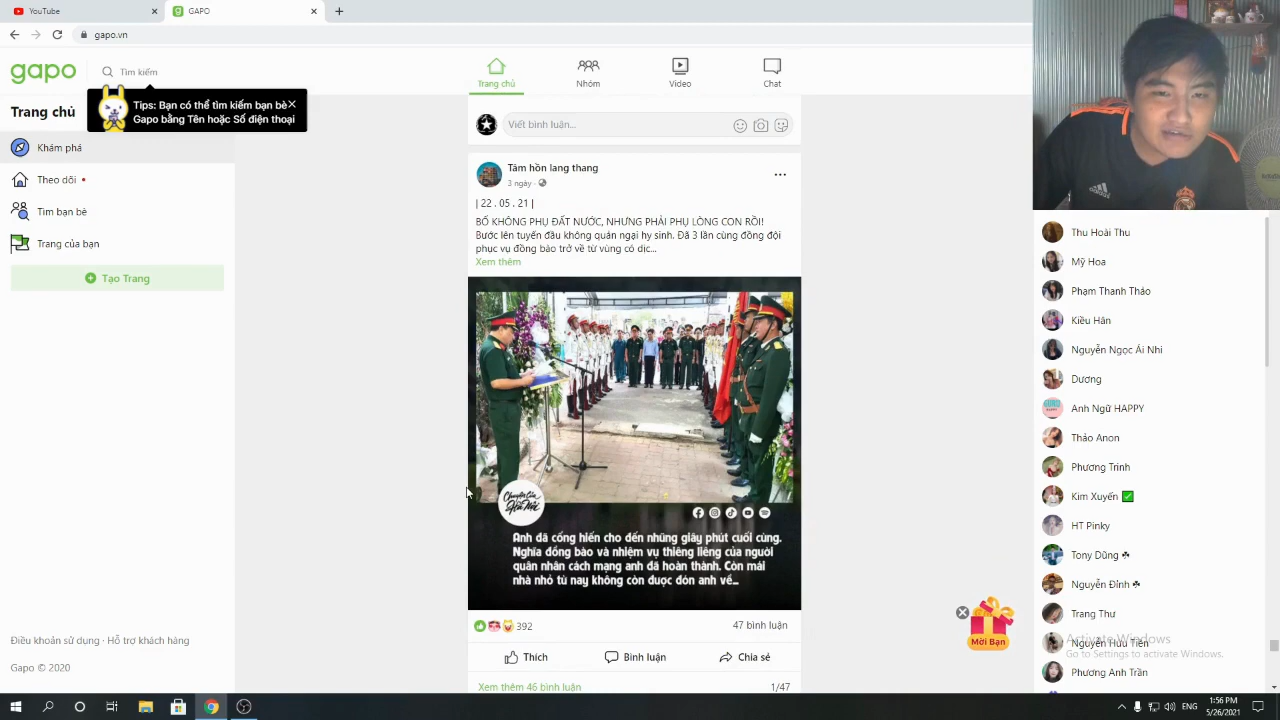 YouTube
GAPO
gapo.vn
gapo
Tìm kiếm
Trang chủ
Nhóm
Video
Chat
Tips: Bạn có thể tìm kiếm bạn bè
Gapo bằng Tên hoặc Số điện thoại
Trang chủ
Khám phá
Theo dõi
Tìm bạn bè
Trang của bạn
Tạo Trang
Điều khoản sử dụng · Hỗ trợ khách hàng
Gapo © 2020
Viết bình luận...
Tâm hồn lang thang
3 ngày ·
| 22 . 05 . 21 |
BỐ KHÔNG PHỤ ĐẤT NƯỚC, NHƯNG PHẢI PHỤ LÒNG CON RỒI!
Bước lên tuyến đầu không quản ngại hy sinh. Đã 3 lần cùng đồng đội
phục vụ đồng bào trở về từ vùng có dịc...
Xem thêm
Chuyện Của
Hà Nội
Anh đã cống hiến cho đến những giây phút cuối cùng.
Nghĩa đồng bào và nhiệm vụ thiêng liêng của người
quân nhân cách mạng anh đã hoàn thành. Còn mái
nhà nhỏ từ nay không còn được đón anh về...
392
47 bình luận
Thích
Bình luận
Chia sẻ
Xem thêm 46 bình luận
1/47
Mời Bạn
Thu Hoài Thu
Mỹ Hoa
Phạm Thanh Thảo
Kiều Hân
Nguyễn Ngọc Ái Nhi
Dương
Anh Ngữ HAPPY
Thảo Anon
Phương Trinh
Kim Xuyến
HT Pinky
Tony Dũng
Nguyên Đỉnh
Trang Thư
Nguyễn Hữu Tiến
Phương Anh Trần
Activate Windows
Go to Settings to activate Windows.
ENG
1:56 PM
5/26/2021